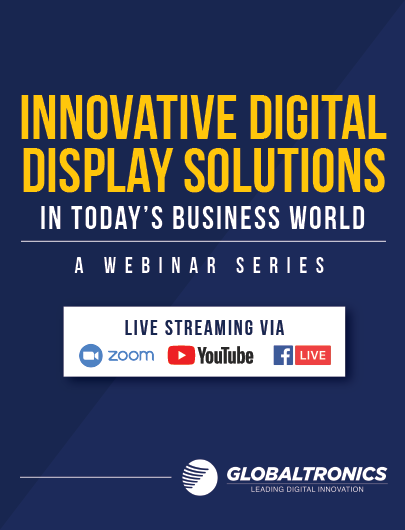 INNOVATIVE DIGITAL
DISPLAY SOLUTIONS
IN TODAY'S BUSINESS WORLD
A WEBINAR SERIES
LIVE STREAMING VIA
zoom YouTube f LIVE
GLOBALTRONICS
LEADING DIGITAL INNOVATION